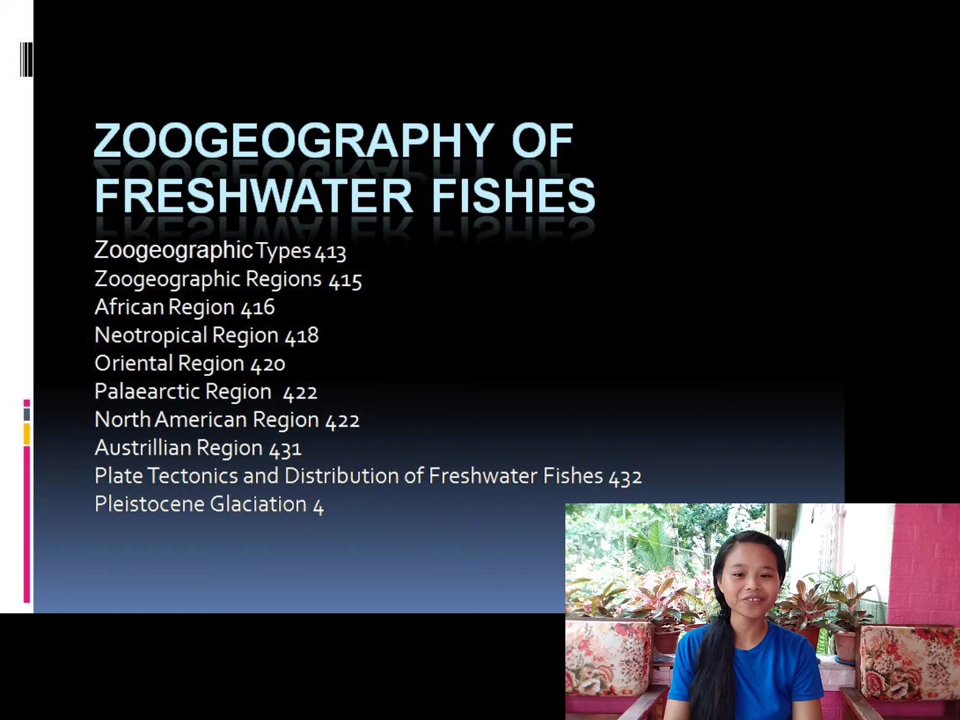 ZOOGEOGRAPHY OF
FRESHWATER FISHES
Zoogeographic Types 413
Zoogeographic Regions 415
African Region 416
Neotropical Region 418
Oriental Region 420
Palaearctic Region 422
North American Region 422
Austrillian Region 431
Plate Tectonics and Distribution of Freshwater Fishes 432
Pleistocene Glaciation 4